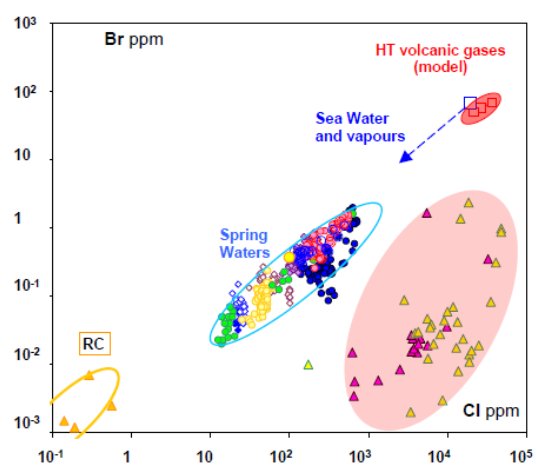 10³
Br ppm
HT volcanic gases
(model)
10²
Sea Water
and vapours
10
1
Spring
Waters
10⁻¹
RC
10⁻²
Cl ppm
10⁻³
10⁻¹ 1 10 10² 10³ 10⁴ 10⁵